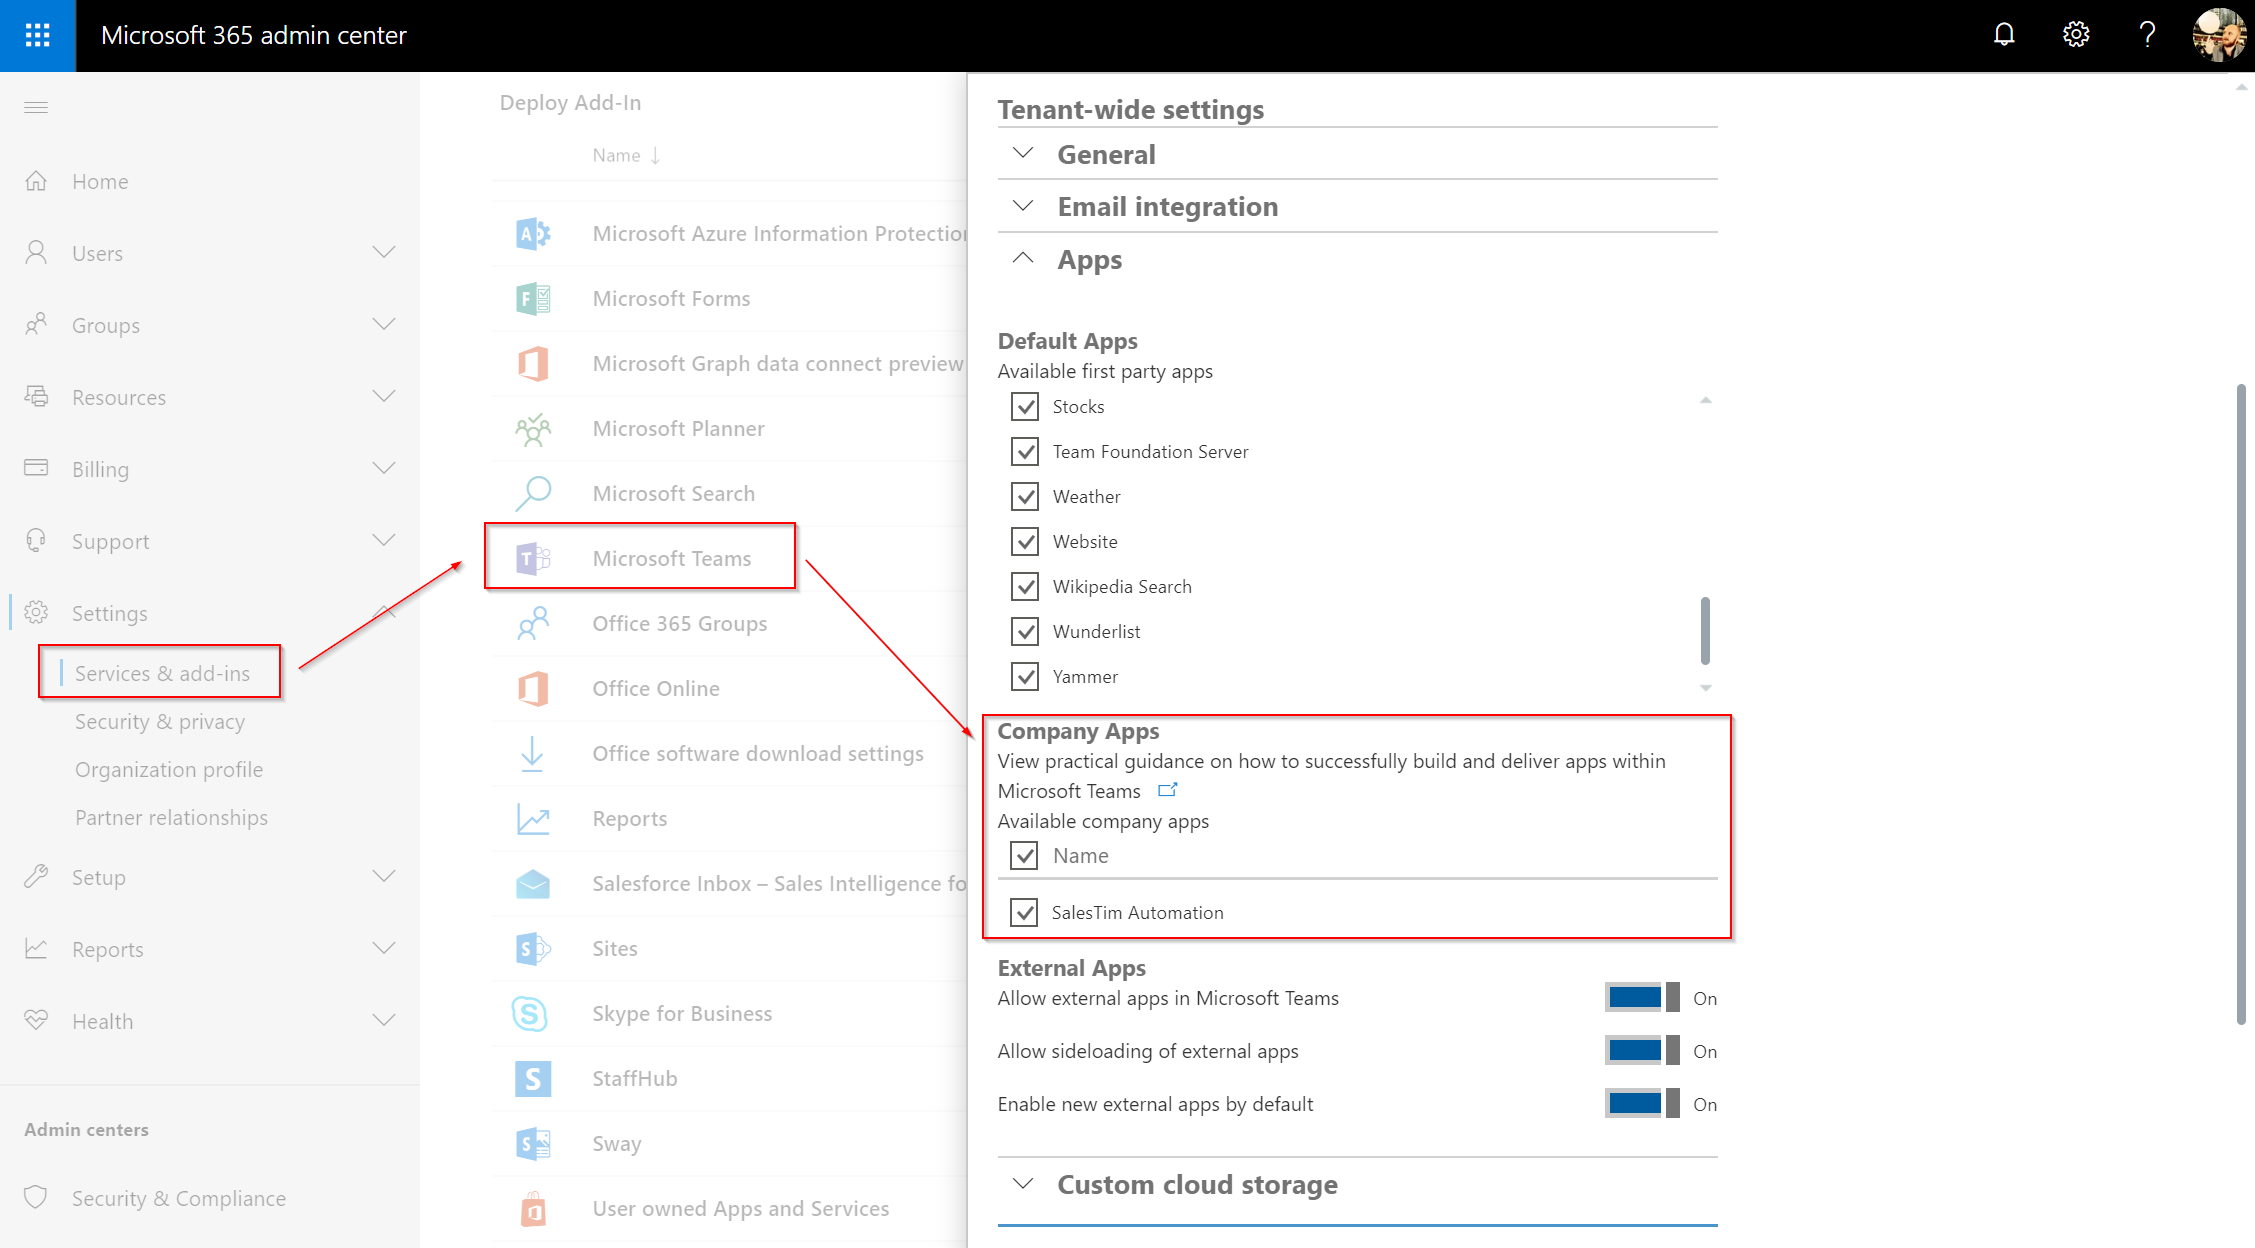 Microsoft 365 admin center
Home
Users
Groups
Resources
Billing
Support
Settings
Services & add-ins
Security & privacy
Organization profile
Partner relationships
Setup
Reports
Health
Admin centers
Security & Compliance
Deploy Add-In
Name ↓
Microsoft Azure Information Protection
Microsoft Forms
Microsoft Graph data connect preview
Microsoft Planner
Microsoft Search
Microsoft Teams
Office 365 Groups
Office Online
Office software download settings
Reports
Salesforce Inbox – Sales Intelligence fo
Sites
Skype for Business
StaffHub
Sway
User owned Apps and Services
Tenant-wide settings
General
Email integration
Apps
Default Apps
Available first party apps
Stocks
Team Foundation Server
Weather
Website
Wikipedia Search
Wunderlist
Yammer
Company Apps
View practical guidance on how to successfully build and deliver apps within
Microsoft Teams
Available company apps
Name
SalesTim Automation
External Apps
Allow external apps in Microsoft Teams On
Allow sideloading of external apps On
Enable new external apps by default On
Custom cloud storage